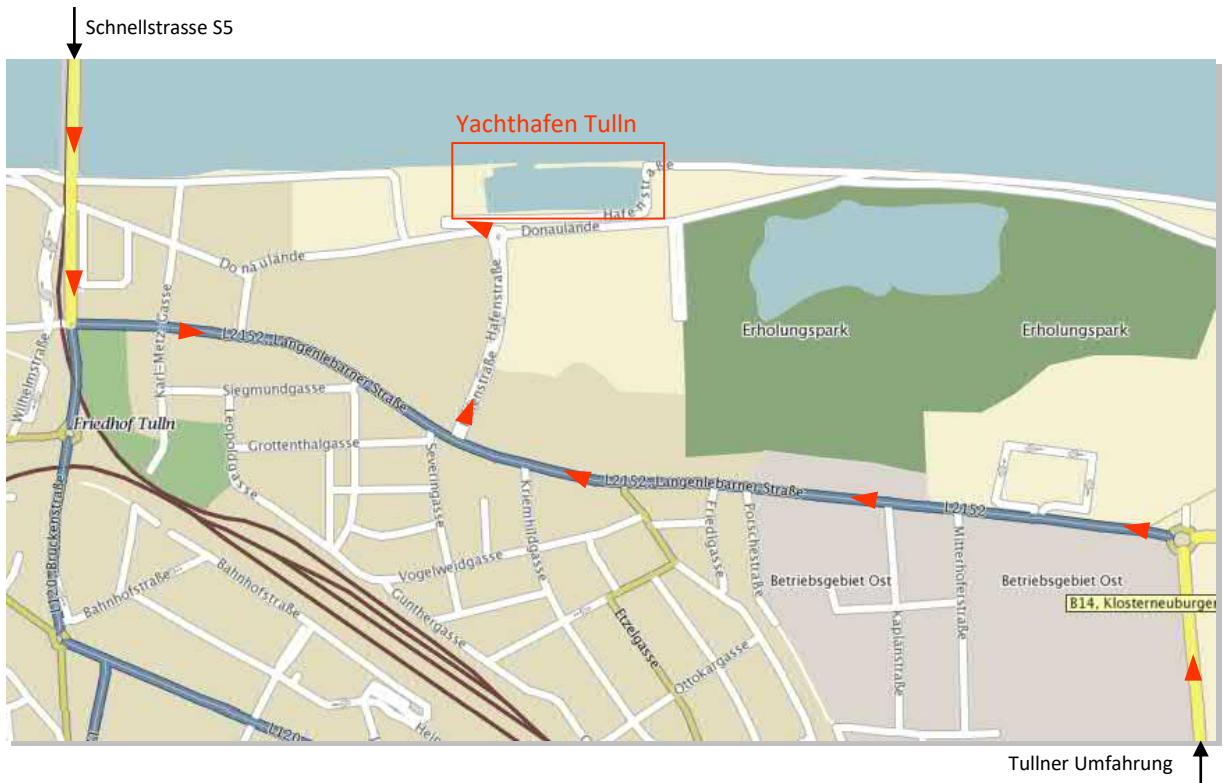 Schnellstrasse S5
Yachthafen Tulln
Hafenstraße
Donaulände
Donaulände
Hafenstraße
Erholungspark
Erholungspark
L2152, Langenlebarner Straße
Karl-Metz-Gasse
Wilhelmstraße
Siegmundgasse
Friedhof Tulln
Leopoldgasse
Grottenthalgasse
Severingasse
Kriemhildgasse
L2152, Langenlebarner Straße
L2152
Friedlgasse
Porschestraße
Mitterhoferstraße
Kaplanstraße
Vogelweidgasse
Betriebsgebiet Ost
Betriebsgebiet Ost
B14, Klosterneuburger
L120, Brückenstraße
Bahnhofstraße
Bahnhofstraße
Günthergasse
Etzelgasse
Ottokargasse
L120
Tullner Umfahrung